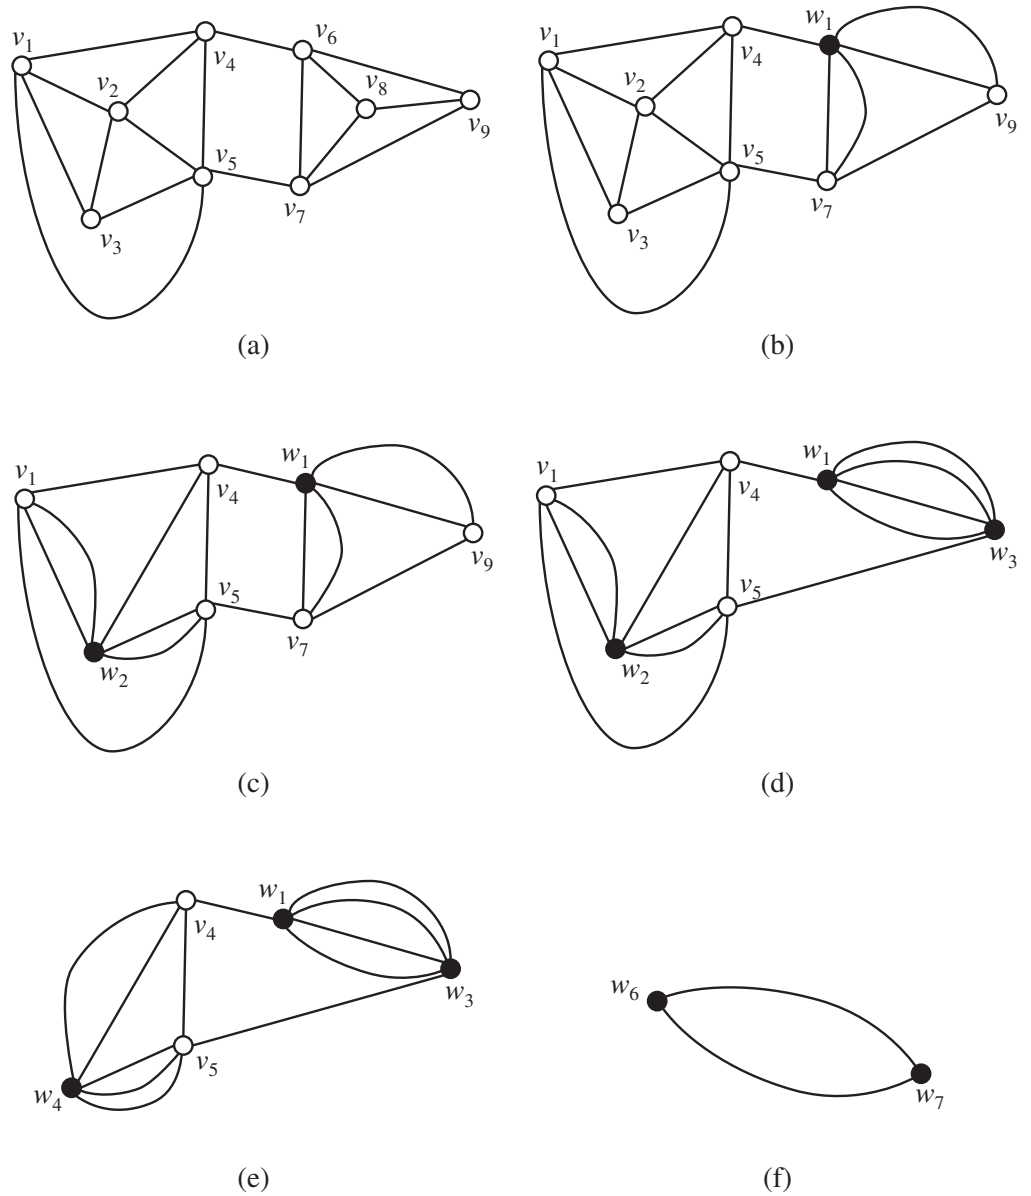 v1 v2 v3 v4 v5 v6 v7 v8 v9
(a)
v1 v2 v3 v4 v5 w1 v7 v9
(b)
v1 w2 v4 v5 w1 v7 v9
(c)
v1 w2 v4 v5 w1 w3
(d)
w4 v4 v5 w1 w3
(e)
w6 w7
(f)